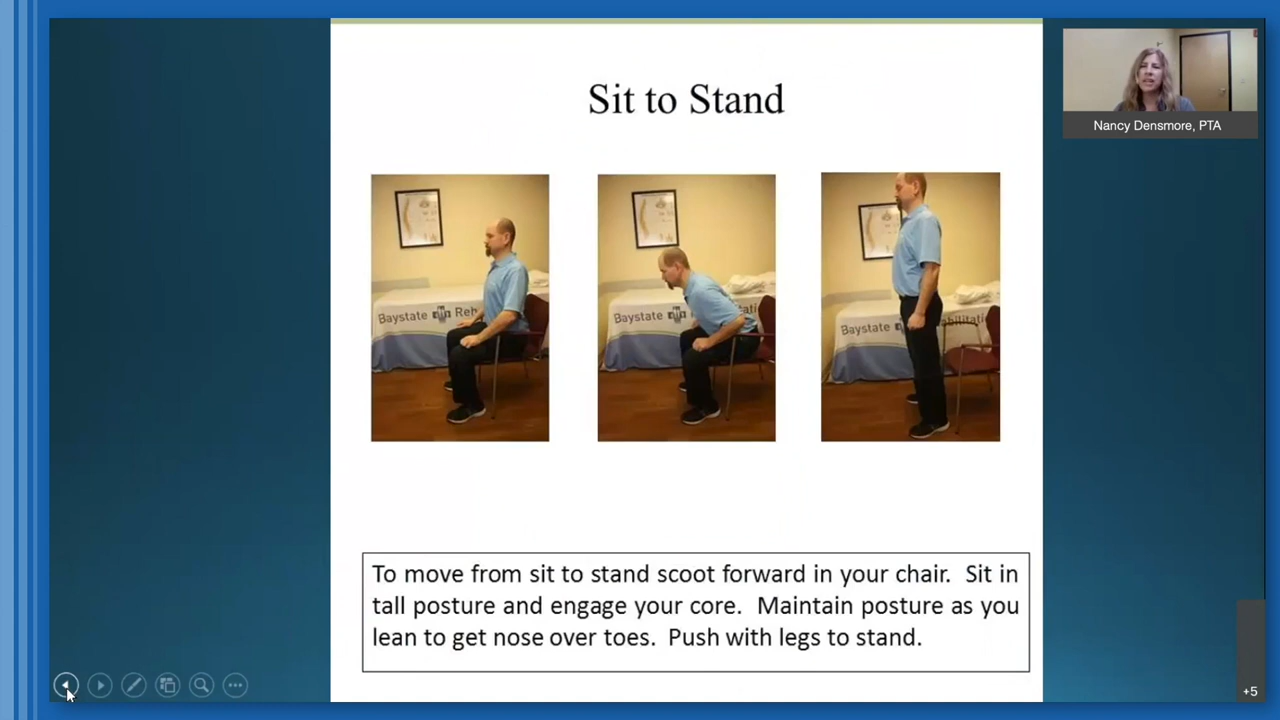 Sit to Stand
Nancy Densmore, PTA
Baystate Reh
Baystate tati
Baystate abilitati
To move from sit to stand scoot forward in your chair. Sit in
tall posture and engage your core. Maintain posture as you
lean to get nose over toes. Push with legs to stand.
+5